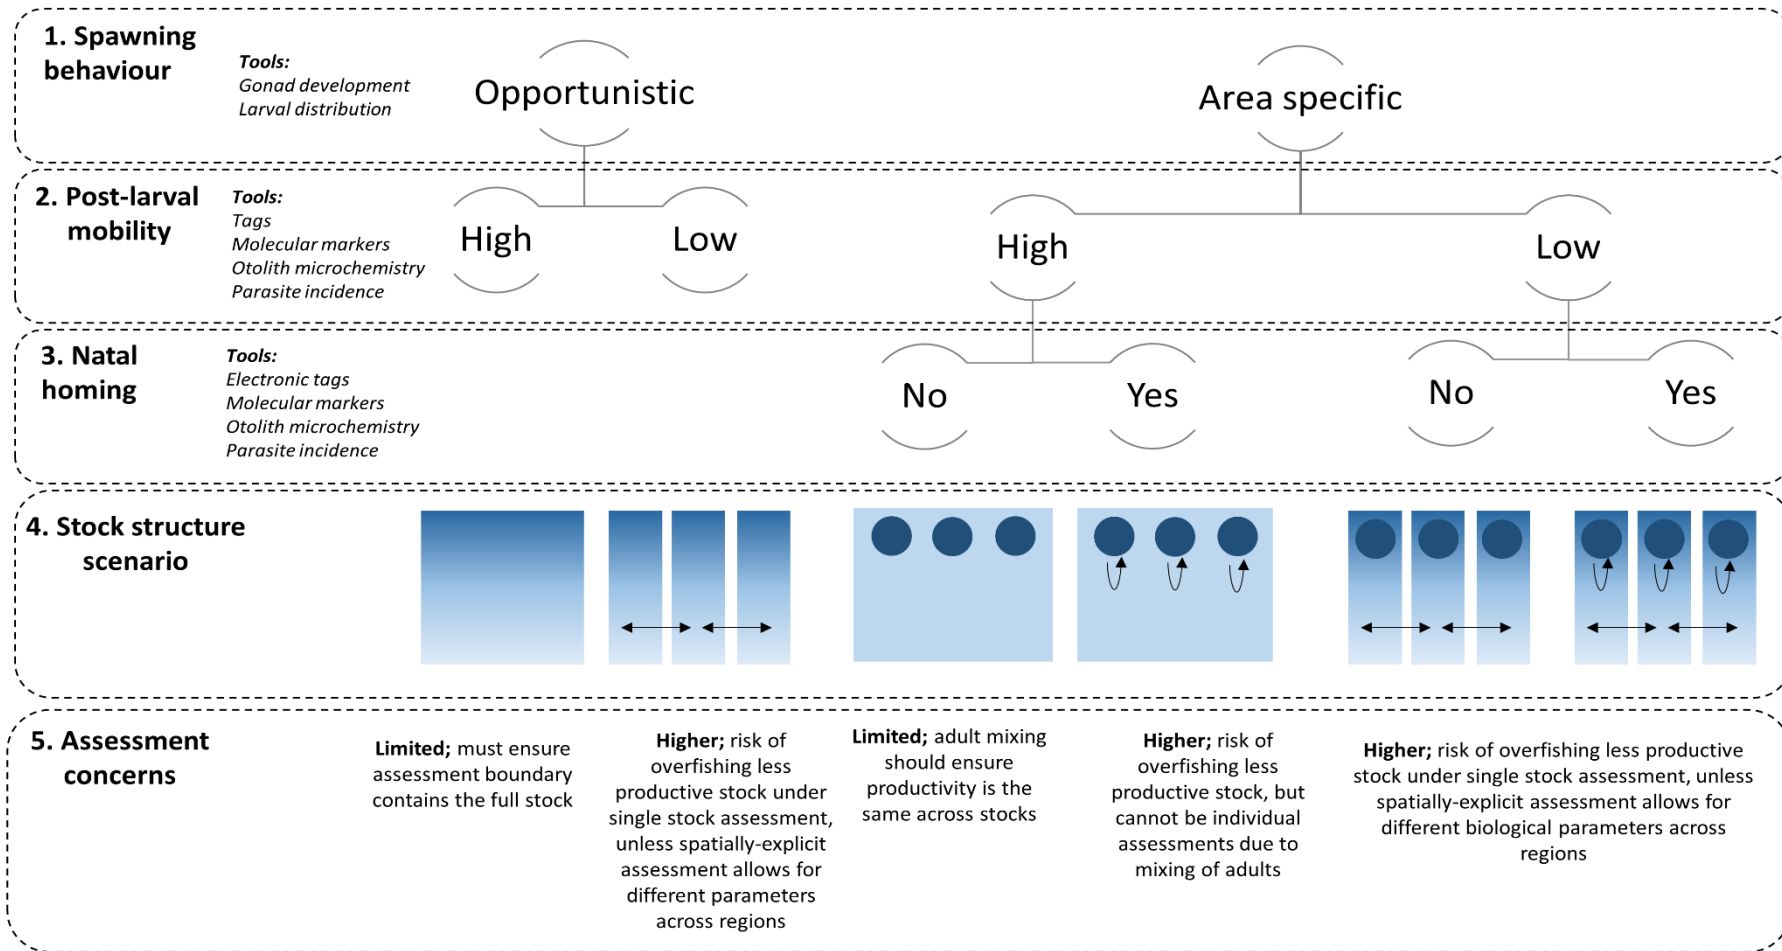 1. Spawning
behaviour
Tools:
Gonad development
Larval distribution
Opportunistic
Area specific
2. Post-larval
mobility
Tools:
Tags
Molecular markers
Otolith microchemistry
Parasite incidence
High
Low
High
Low
3. Natal
homing
Tools:
Electronic tags
Molecular markers
Otolith microchemistry
Parasite incidence
No
Yes
No
Yes
4. Stock structure
scenario
5. Assessment
concerns
Limited; must ensure
assessment boundary
contains the full stock
Higher; risk of
overfishing less
productive stock under
single stock assessment,
unless spatially-explicit
assessment allows for
different parameters
across regions
Limited; adult mixing
should ensure
productivity is the
same across stocks
Higher; risk of
overfishing less
productive stock, but
cannot be individual
assessments due to
mixing of adults
Higher; risk of overfishing less productive
stock under single stock assessment, unless
spatially-explicit assessment allows for
different biological parameters across
regions